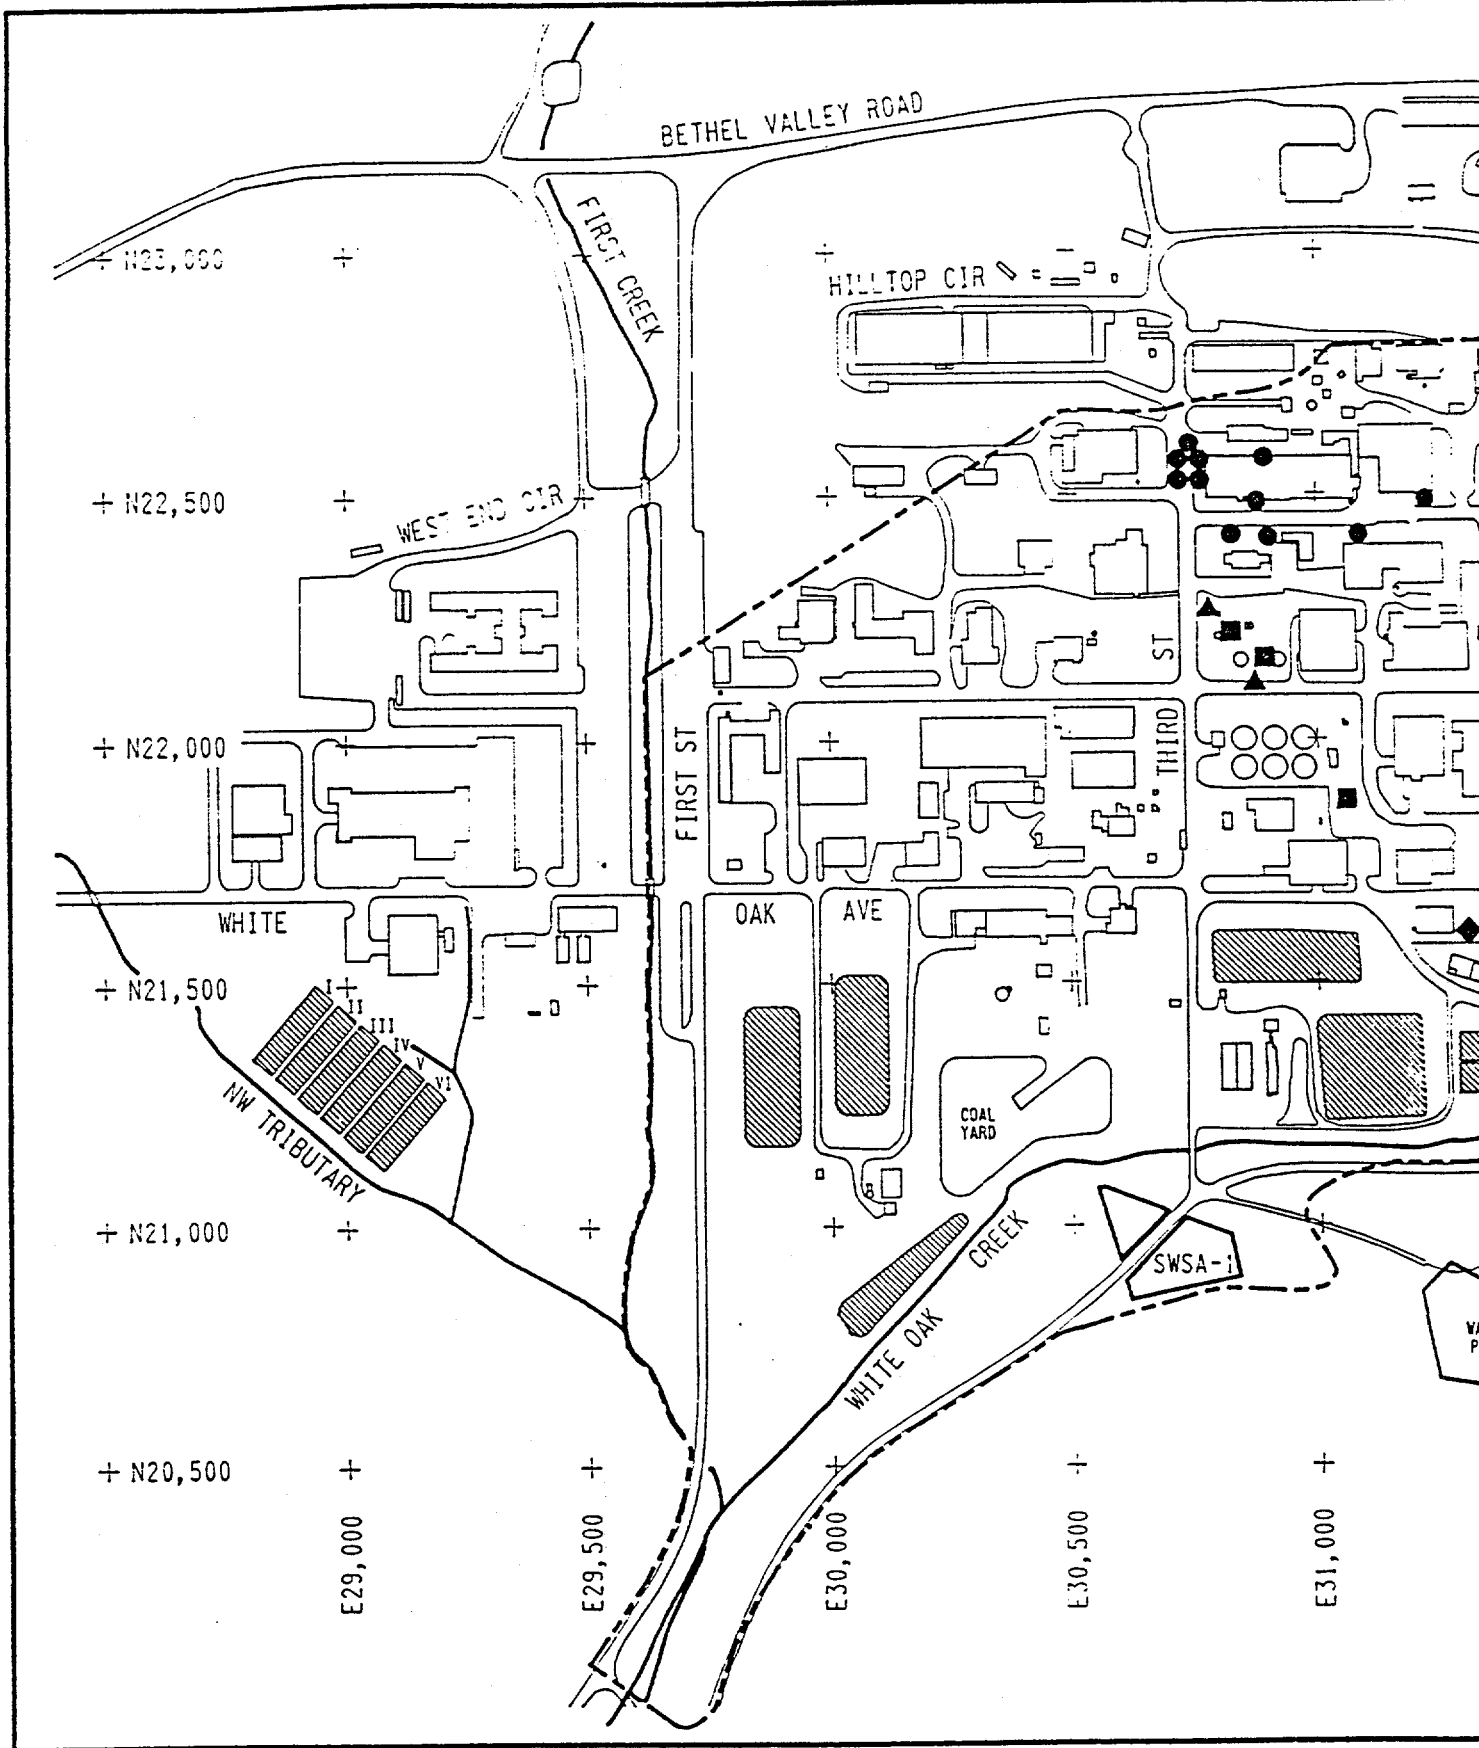 BETHEL VALLEY ROAD
FIRST CREEK
N23,000
HILLTOP CIR
N22,500
WEST END CIR
ST
THIRD
N22,000
FIRST ST
WHITE
OAK
AVE
N21,500
I
II
III
IV
V
VI
NW TRIBUTARY
COAL
YARD
N21,000
CREEK
SWSA-1
WHITE OAK
N20,500
E29,000
E29,500
E30,000
E30,500
E31,000